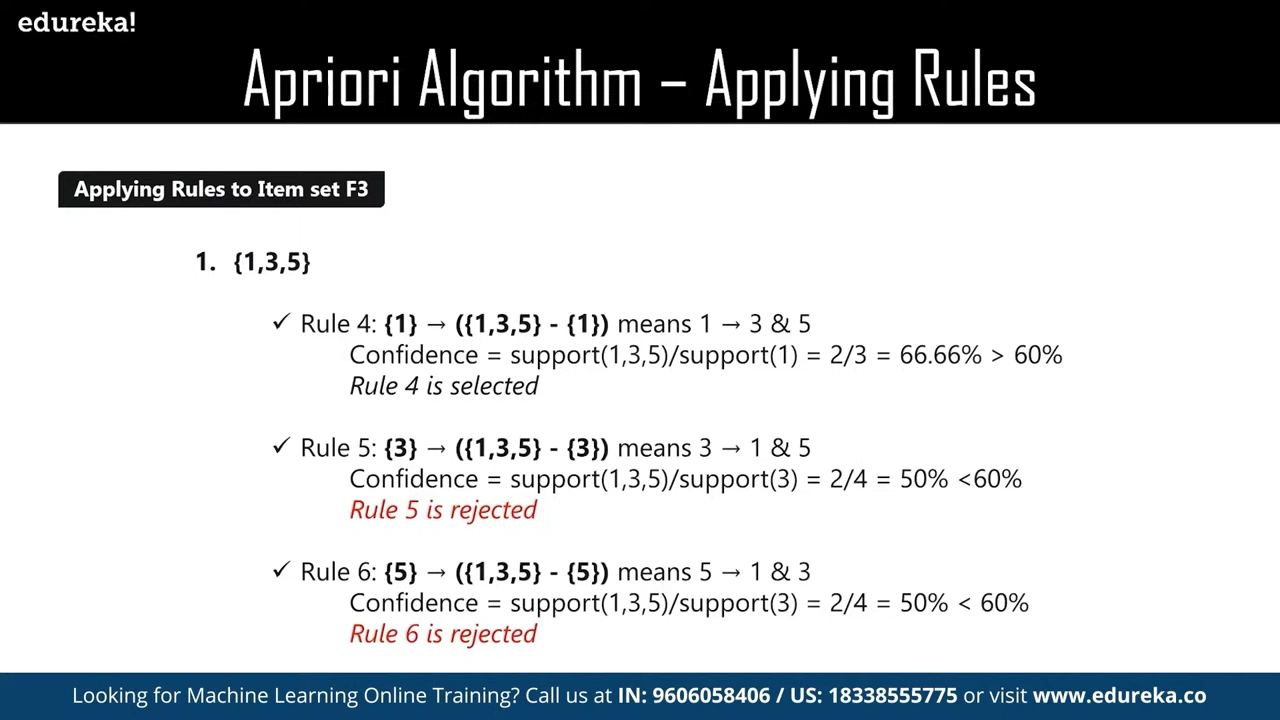 edureka!
Apriori Algorithm – Applying Rules
Applying Rules to Item set F3
1. {1,3,5}
✓ Rule 4: {1} → ({1,3,5} - {1}) means 1 → 3 & 5
Confidence = support(1,3,5)/support(1) = 2/3 = 66.66% > 60%
Rule 4 is selected
✓ Rule 5: {3} → ({1,3,5} - {3}) means 3 → 1 & 5
Confidence = support(1,3,5)/support(3) = 2/4 = 50% <60%
Rule 5 is rejected
✓ Rule 6: {5} → ({1,3,5} - {5}) means 5 → 1 & 3
Confidence = support(1,3,5)/support(3) = 2/4 = 50% < 60%
Rule 6 is rejected
Looking for Machine Learning Online Training? Call us at IN: 9606058406 / US: 18338555775 or visit www.edureka.co